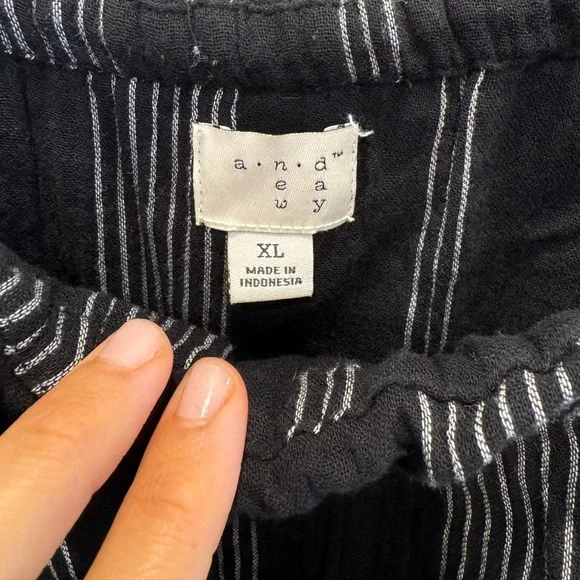 a · n · d™
e a
w y
XL
MADE IN
INDONESIA